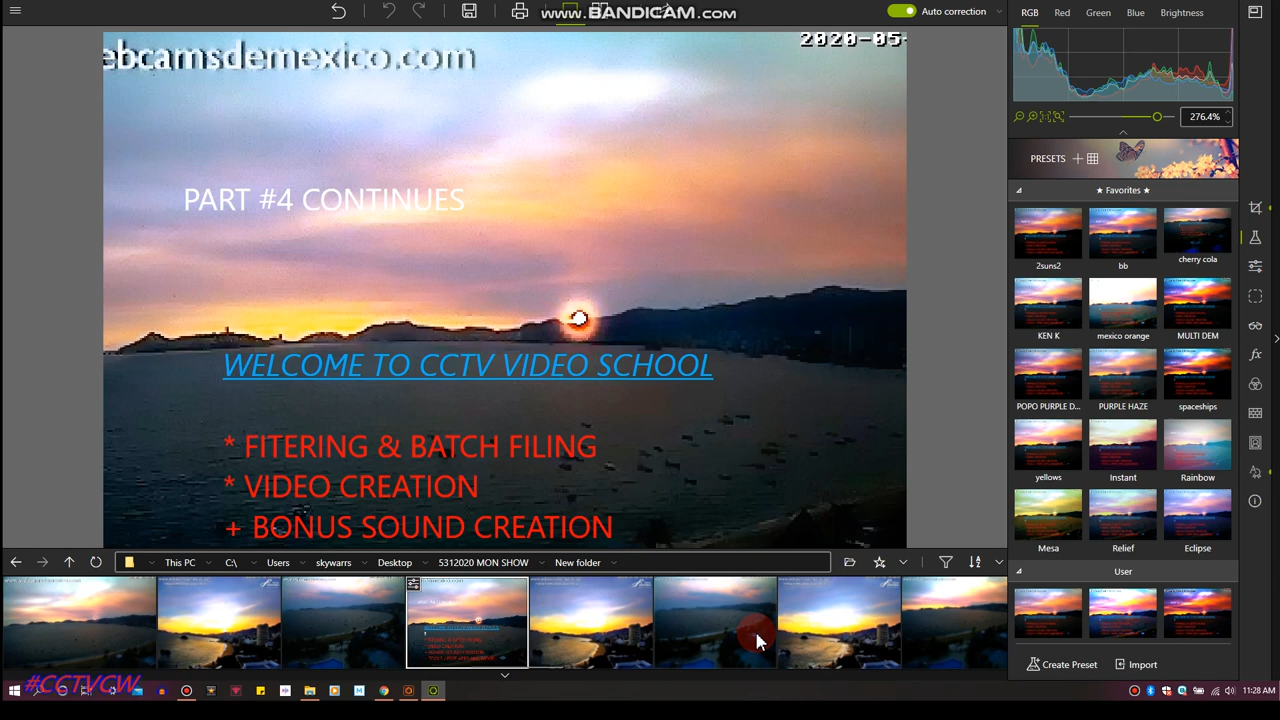 WWW.BANDICAM.COM
Auto correction
RGB Red Green Blue Brightness
ebcamsdemexico.com
2020-05-
276.4%
PRESETS
PART #4 CONTINUES
★ Favorites ★
2suns2 bb cherry cola
KEN K mexico orange MULTI DEM
POPO PURPLE D... PURPLE HAZE spaceships
yellows Instant Rainbow
Mesa Relief Eclipse
WELCOME TO CCTV VIDEO SCHOOL
* FITERING & BATCH FILING
* VIDEO CREATION
+ BONUS SOUND CREATION
This PC C:\ Users skywarrs Desktop 5312020 MON SHOW New folder
User
Create Preset Import
#CCTVCW
11:28 AM